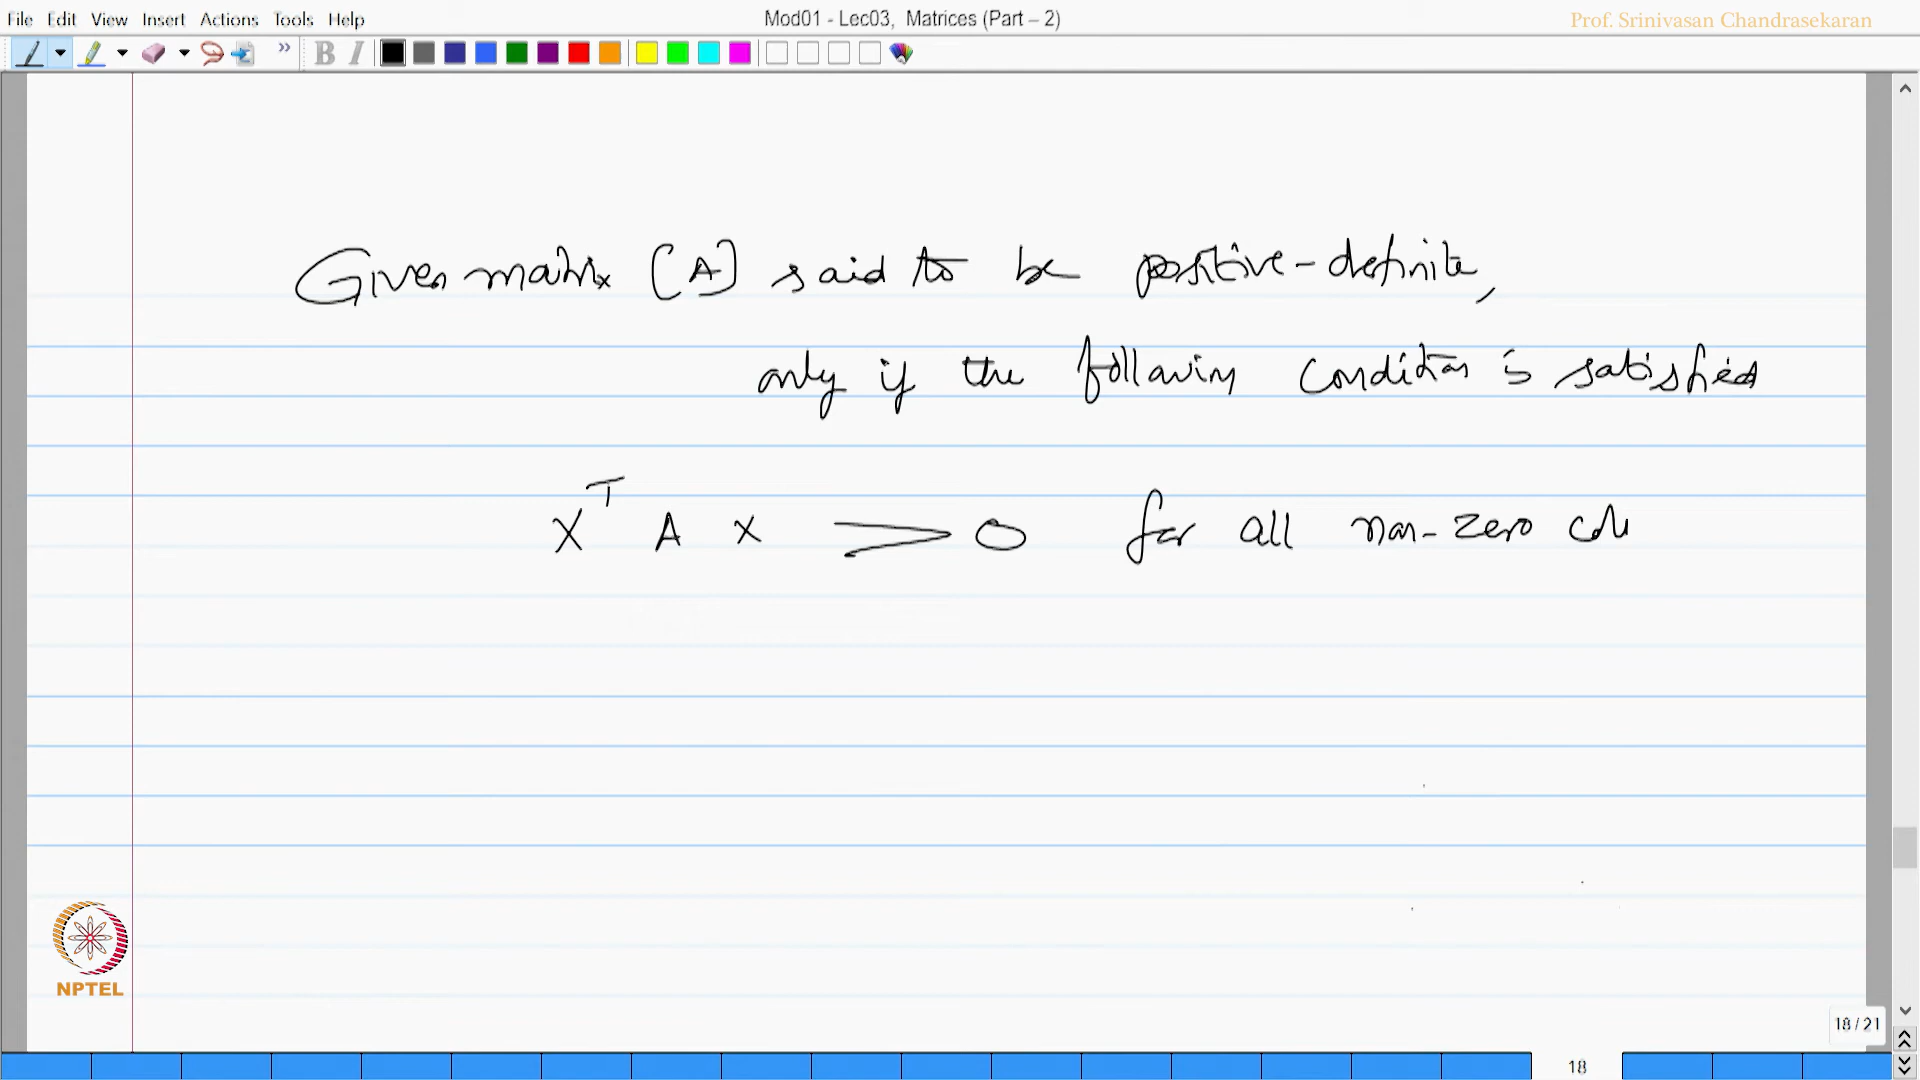 File Edit View Insert Actions Tools Help
Mod01 - Lec03, Matrices (Part – 2)
Prof. Srinivasan Chandrasekaran
B I
Given matrix [A] said to be positive-definite,
only if the following condition is satisfied
X^T A x > 0 for all non-zero colu
NPTEL
18 / 21
18